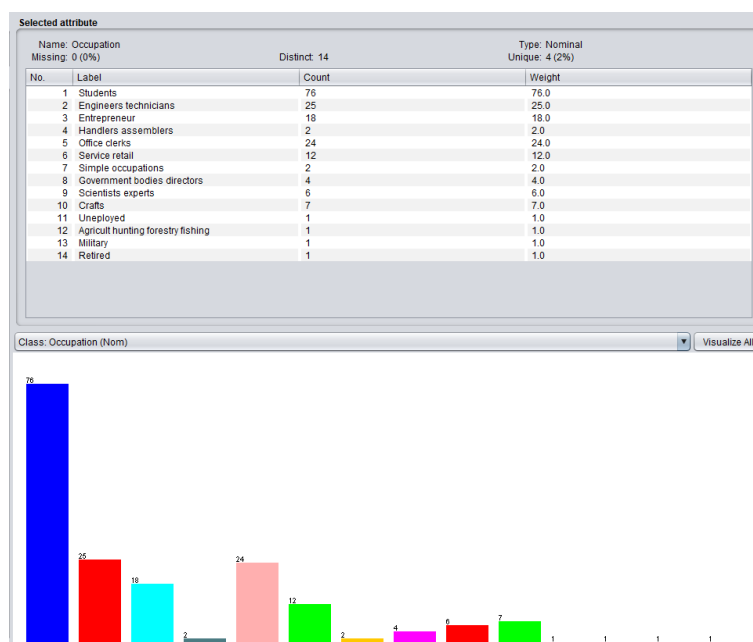 Selected attribute
Name: Occupation Type: Nominal
Missing: 0 (0%) Distinct: 14 Unique: 4 (2%)
No. Label Count Weight
1 Students 76 76.0
2 Engineers technicians 25 25.0
3 Entrepreneur 18 18.0
4 Handlers assemblers 2 2.0
5 Office clerks 24 24.0
6 Service retail 12 12.0
7 Simple occupations 2 2.0
8 Government bodies directors 4 4.0
9 Scientists experts 6 6.0
10 Crafts 7 7.0
11 Uneployed 1 1.0
12 Agricult hunting forestry fishing 1 1.0
13 Military 1 1.0
14 Retired 1 1.0
Class: Occupation (Nom) Visualize All
76
25
18
2
24
12
2
4
6
7
1
1
1
1